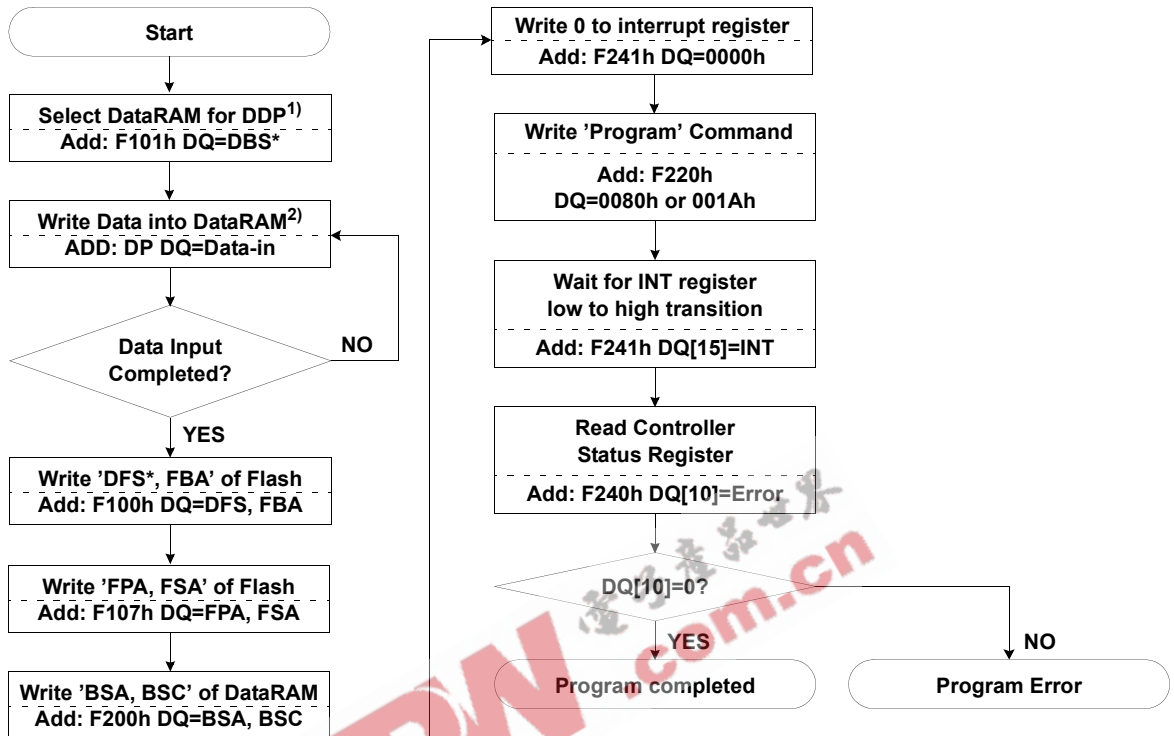 Start
Select DataRAM for DDP1)
Add: F101h DQ=DBS*
Write Data into DataRAM2)
ADD: DP DQ=Data-in
Data Input
Completed?
NO
YES
Write ’DFS*, FBA’ of Flash
Add: F100h DQ=DFS, FBA
Write ’FPA, FSA’ of Flash
Add: F107h DQ=FPA, FSA
Write ’BSA, BSC’ of DataRAM
Add: F200h DQ=BSA, BSC
Write 0 to interrupt register
Add: F241h DQ=0000h
Write ’Program’ Command
Add: F220h
DQ=0080h or 001Ah
Wait for INT register
low to high transition
Add: F241h DQ[15]=INT
Read Controller
Status Register
Add: F240h DQ[10]=Error
DQ[10]=0?
YES
NO
Program completed
Program Error
.com.cn